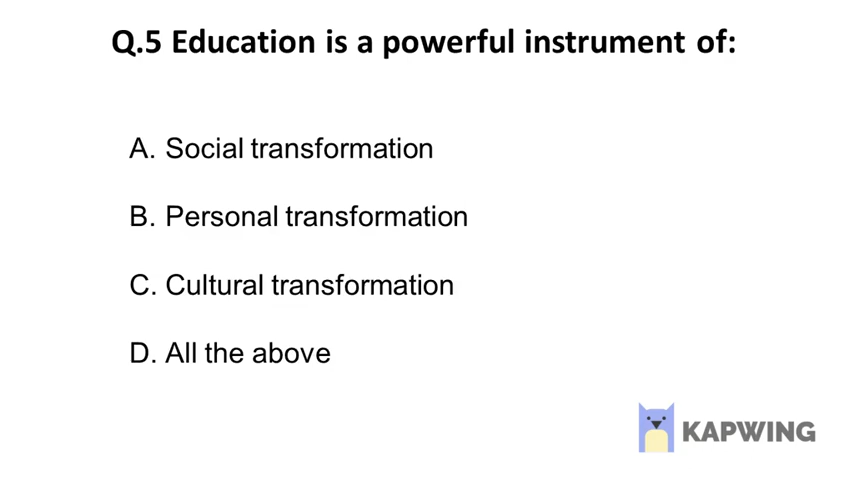 Q.5 Education is a powerful instrument of:
A. Social transformation
B. Personal transformation
C. Cultural transformation
D. All the above
KAPWING